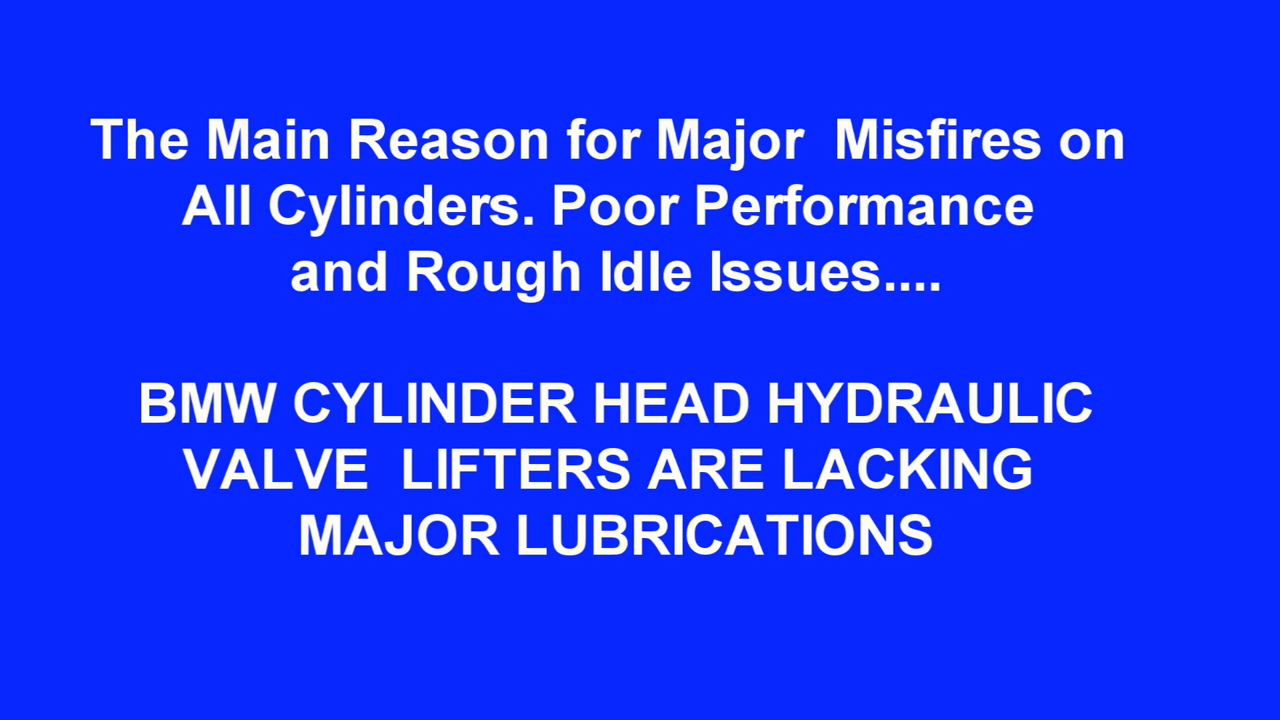 The Main Reason for Major  Misfires on
All Cylinders. Poor Performance
and Rough Idle Issues....
BMW CYLINDER HEAD HYDRAULIC
VALVE  LIFTERS ARE LACKING
MAJOR LUBRICATIONS